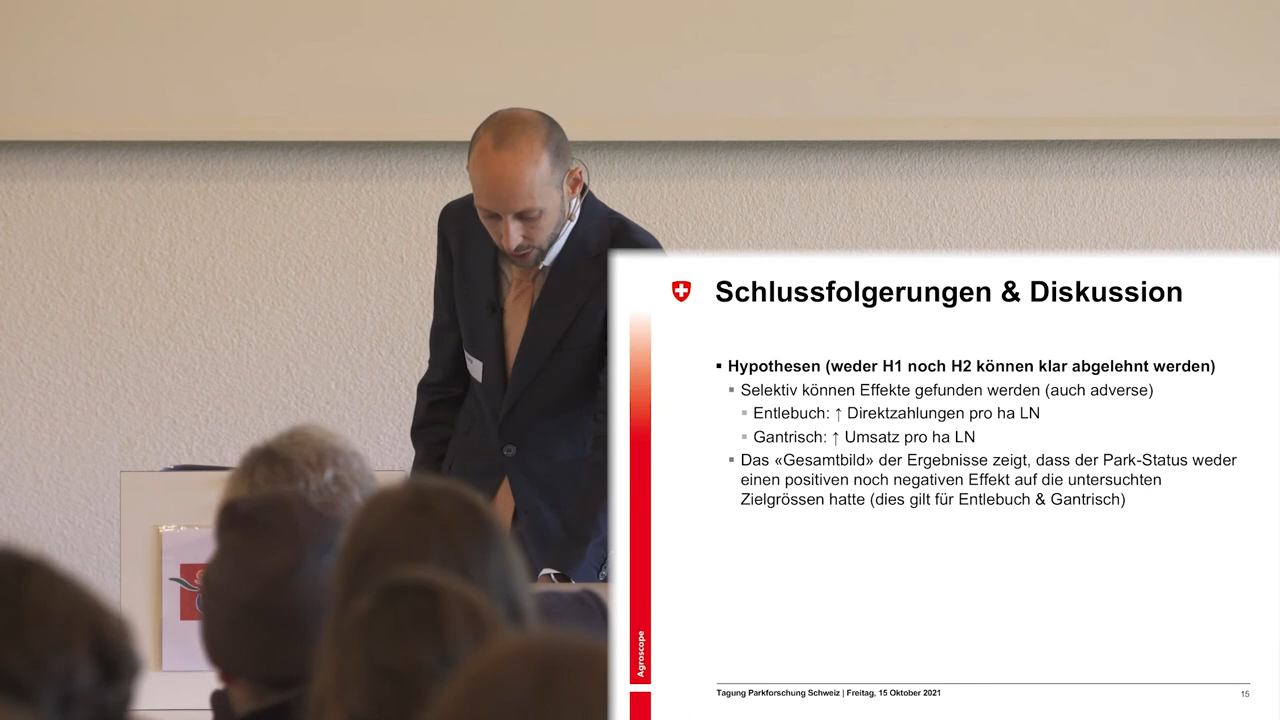 Schlussfolgerungen & Diskussion
▪ Hypothesen (weder H1 noch H2 können klar abgelehnt werden)
▪ Selektiv können Effekte gefunden werden (auch adverse)
▪ Entlebuch: ↑ Direktzahlungen pro ha LN
▪ Gantrisch: ↑ Umsatz pro ha LN
▪ Das «Gesamtbild» der Ergebnisse zeigt, dass der Park-Status weder
einen positiven noch negativen Effekt auf die untersuchten
Zielgrössen hatte (dies gilt für Entlebuch & Gantrisch)
Agroscope
Tagung Parkforschung Schweiz | Freitag, 15 Oktober 2021
15